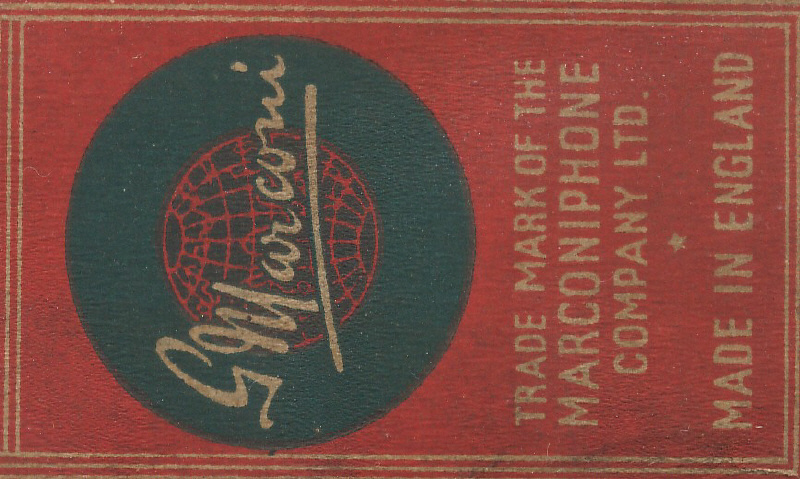 G Marconi
TRADE MARK OF THE
MARCONIPHONE
COMPANY LTD.
MADE IN ENGLAND